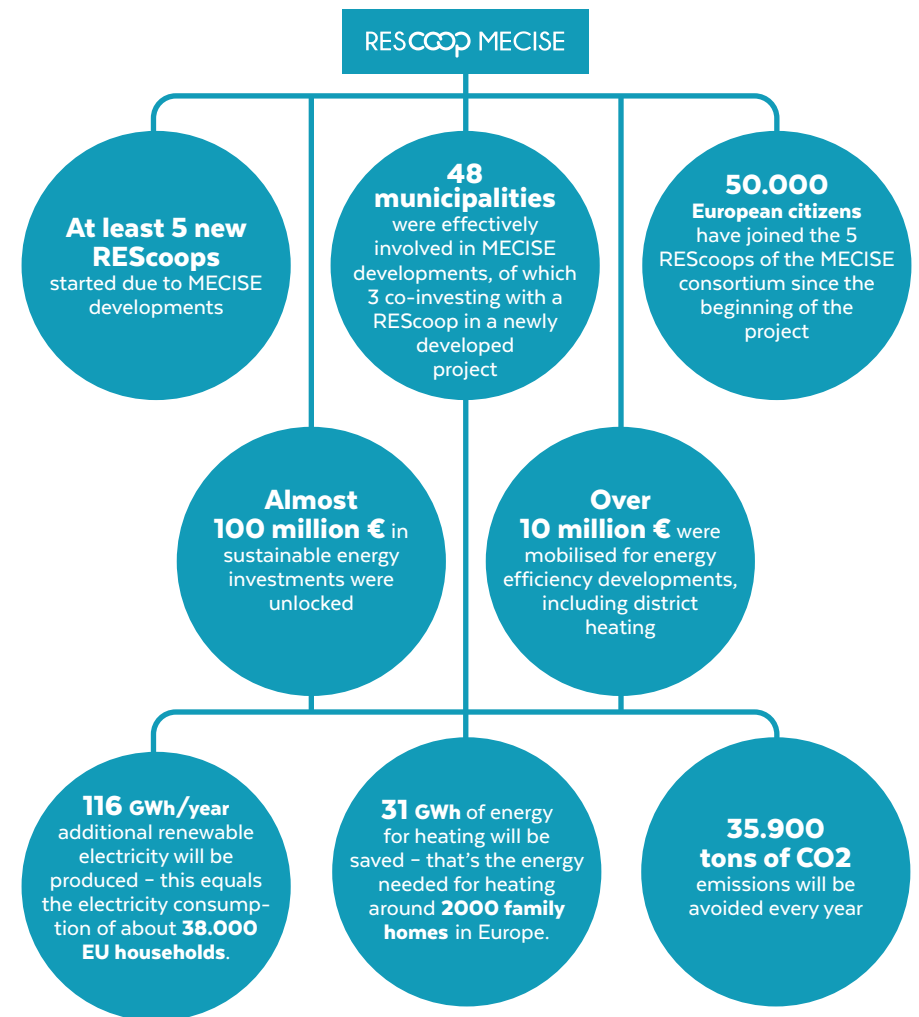 REScoop MECISE
At least 5 new
REScoops
started due to MECISE
developments
48
municipalities
were effectively
involved in MECISE
developments, of which
3 co-investing with a
REScoop in a newly
developed
project
50.000
European citizens
have joined the 5
REScoops of the MECISE
consortium since the
beginning of the
project
Almost
100 million € in
sustainable energy
investments were
unlocked
Over
10 million € were
mobilised for energy
efficiency developments,
including district
heating
116 GWh/year
additional renewable
electricity will be
produced – this equals
the electricity consump-
tion of about 38.000
EU households.
31 GWh of energy
for heating will be
saved – that's the energy
needed for heating
around 2000 family
homes in Europe.
35.900
tons of CO2
emissions will be
avoided every year